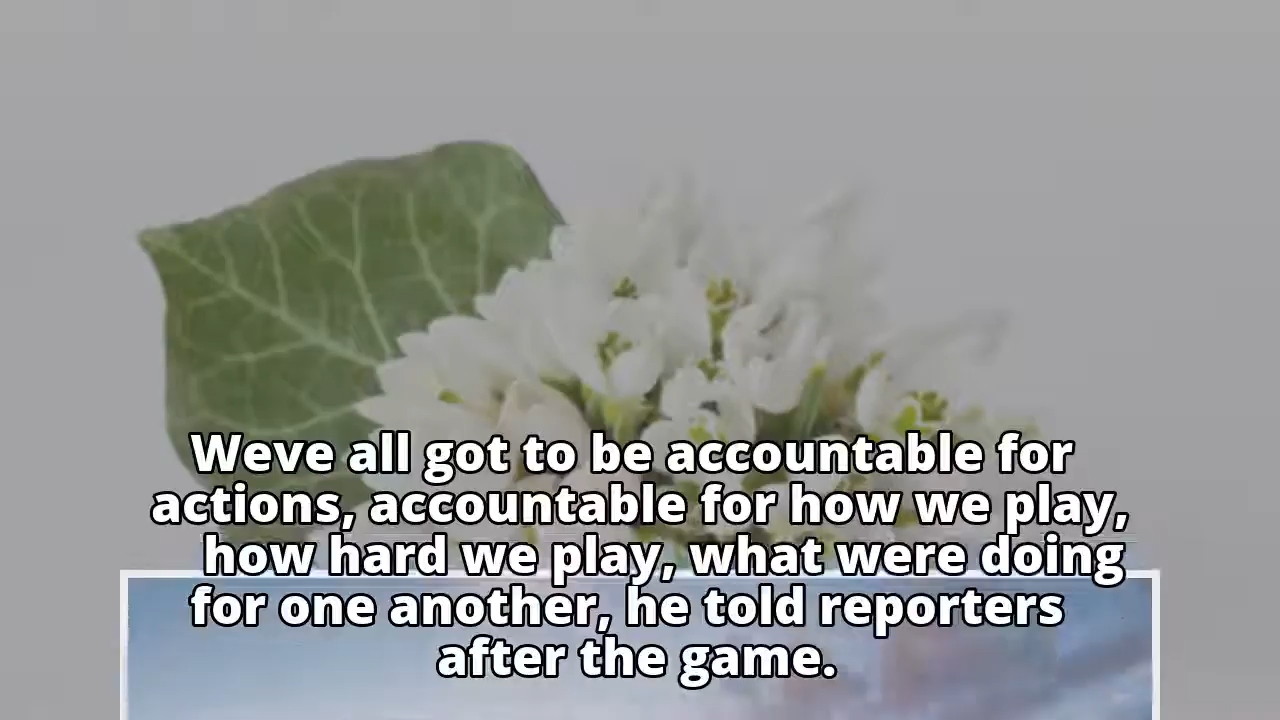 Weve all got to be accountable for
actions, accountable for how we play,
how hard we play, what were doing
for one another, he told reporters
after the game.